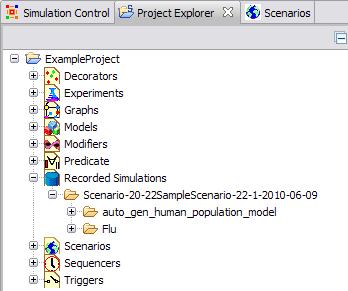 Simulation Control Project Explorer Scenarios
ExampleProject
Decorators
Experiments
Graphs
Models
Modifiers
Predicate
Recorded Simulations
Scenario-20-22SampleScenario-22-1-2010-06-09
auto_gen_human_population_model
Flu
Scenarios
Sequencers
Triggers